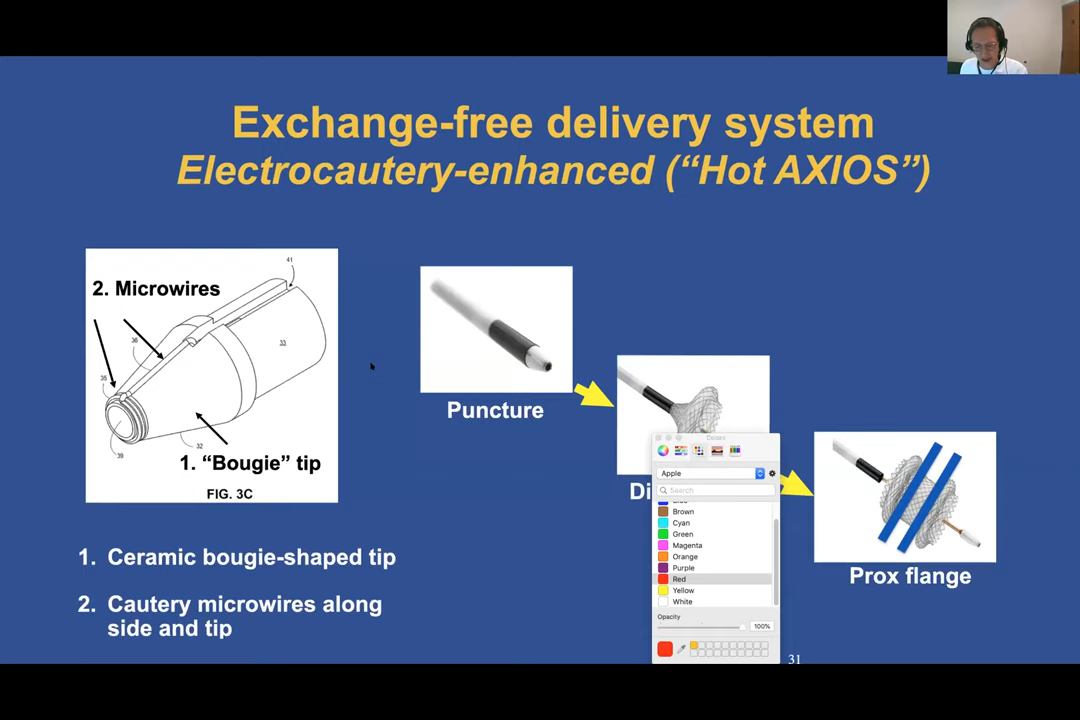 Exchange-free delivery system
Electrocautery-enhanced (“Hot AXIOS”)
41
2. Microwires
36
33
35
32
39
1. “Bougie” tip
FIG. 3C
Puncture
Di
Prox flange
1. Ceramic bougie-shaped tip
2. Cautery microwires along
side and tip
Colors
Apple
Search
Brown
Cyan
Green
Magenta
Orange
Purple
Red
Yellow
White
Opacity
100%
31